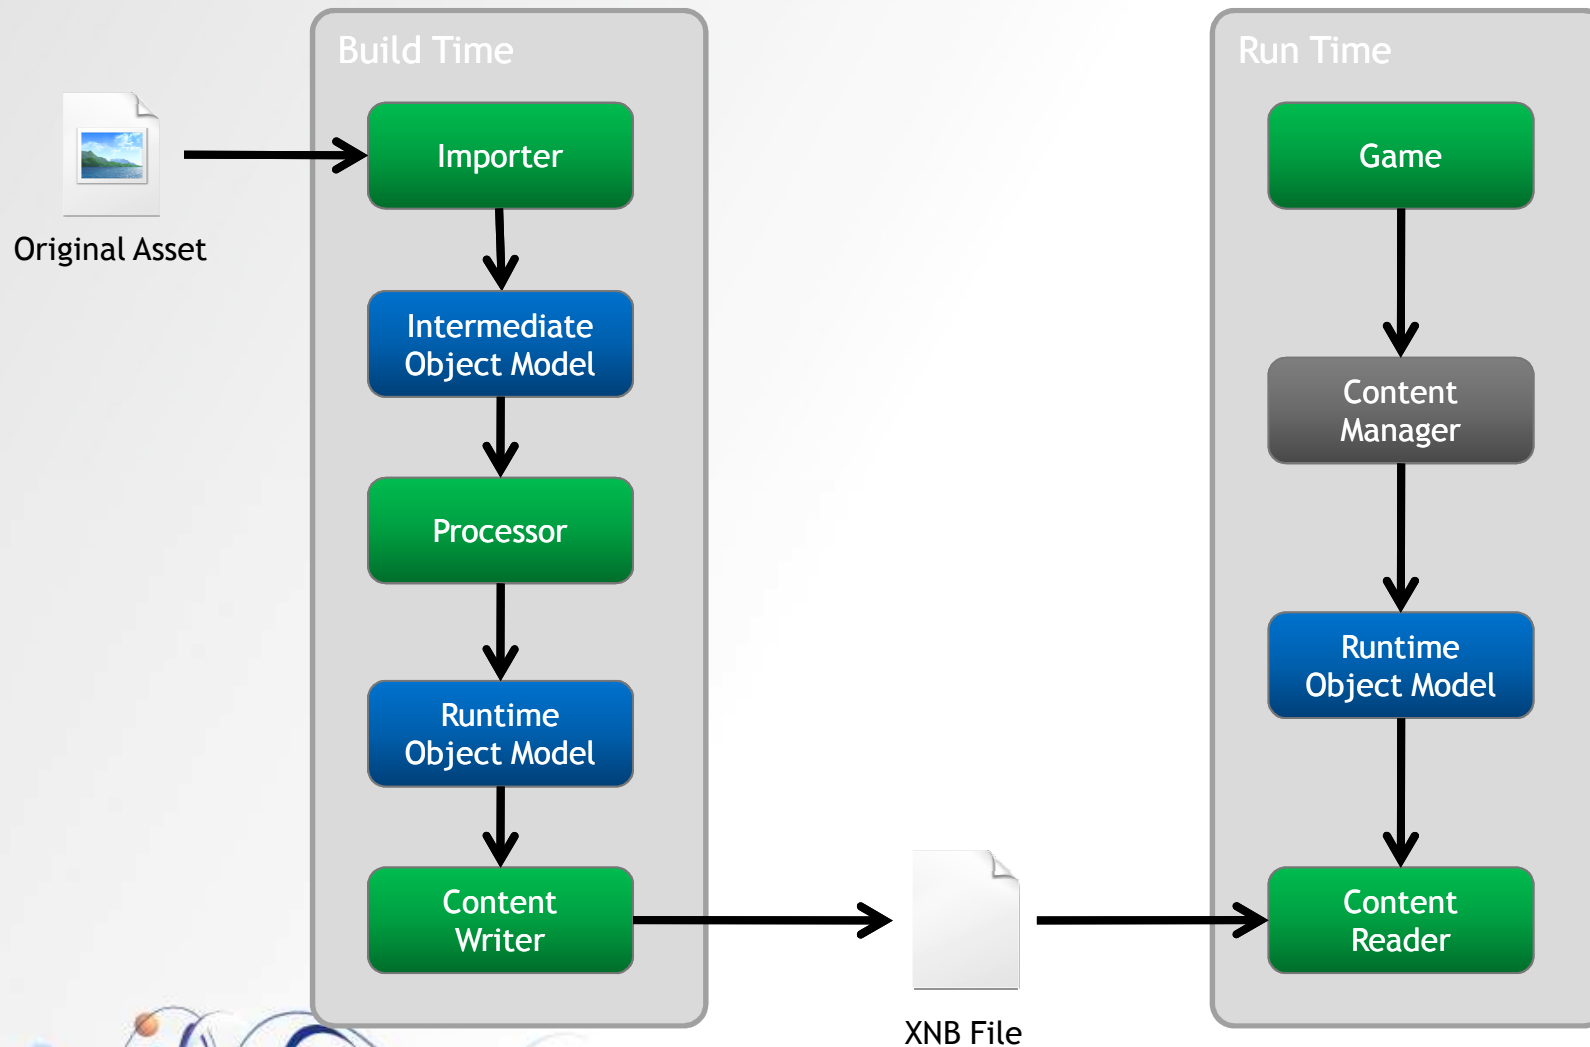 Build Time
Importer
Original Asset
Intermediate
Object Model
Processor
Runtime
Object Model
Content
Writer
XNB File
Run Time
Game
Content
Manager
Runtime
Object Model
Content
Reader